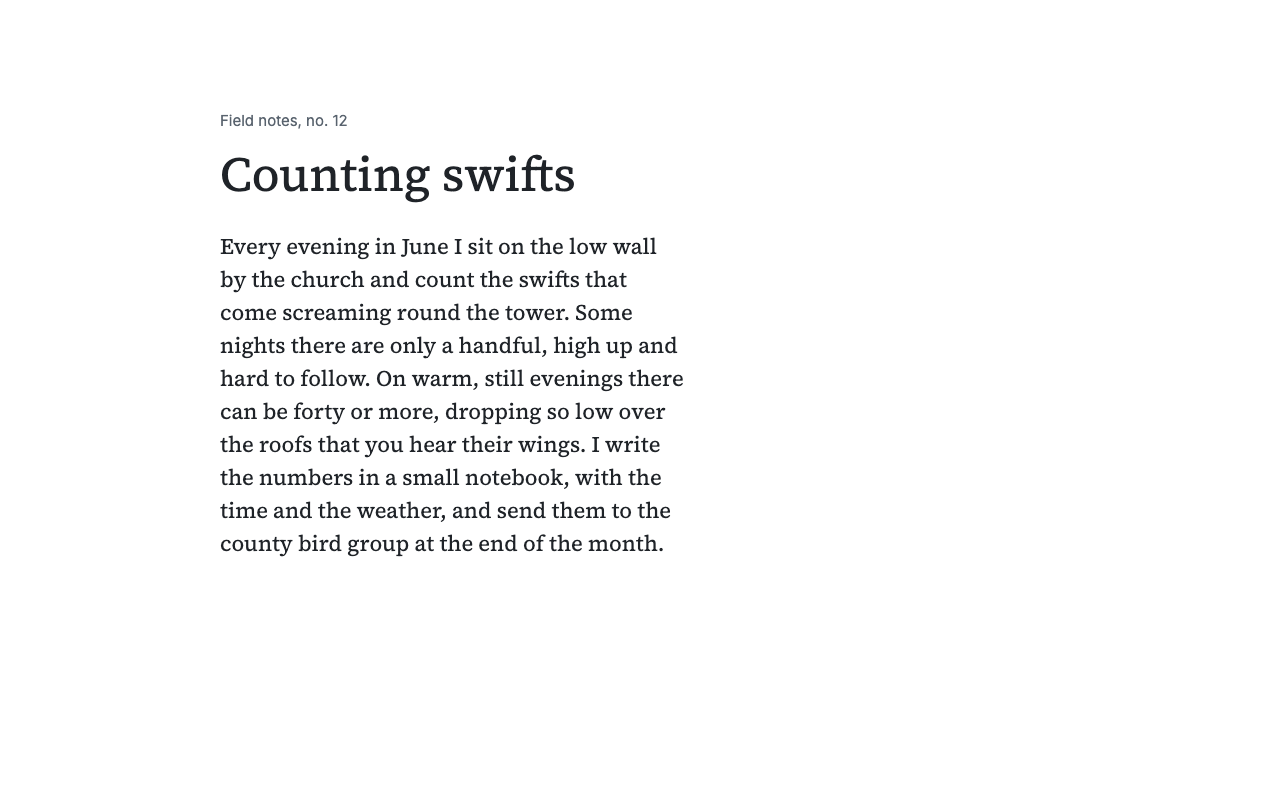 Field notes, no. 12
Counting swifts
Every evening in June I sit on the low wall
by the church and count the swifts that
come screaming round the tower. Some
nights there are only a handful, high up and
hard to follow. On warm, still evenings there
can be forty or more, dropping so low over
the roofs that you hear their wings. I write
the numbers in a small notebook, with the
time and the weather, and send them to the
county bird group at the end of the month.